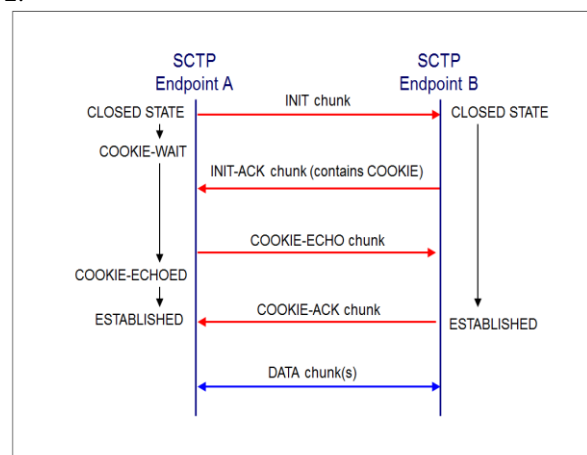 SCTP
Endpoint A
SCTP
Endpoint B
INIT chunk
CLOSED STATE
CLOSED STATE
COOKIE-WAIT
INIT-ACK chunk (contains COOKIE)
COOKIE-ECHO chunk
COOKIE-ECHOED
COOKIE-ACK chunk
ESTABLISHED
ESTABLISHED
DATA chunk(s)